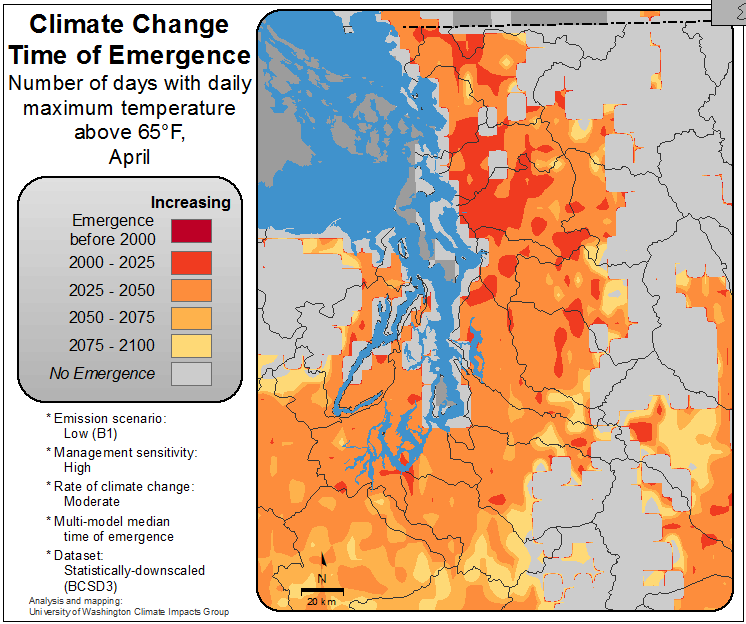 Climate Change
Time of Emergence
Number of days with daily
maximum temperature
above 65°F,
April
Increasing
Emergence
before 2000
2000 - 2025
2025 - 2050
2050 - 2075
2075 - 2100
No Emergence
* Emission scenario:
Low (B1)
* Management sensitivity:
High
* Rate of climate change:
Moderate
* Multi-model median
time of emergence
* Dataset:
Statistically-downscaled
(BCSD3)
Analysis and mapping:
University of Washington Climate Impacts Group
N
20 km